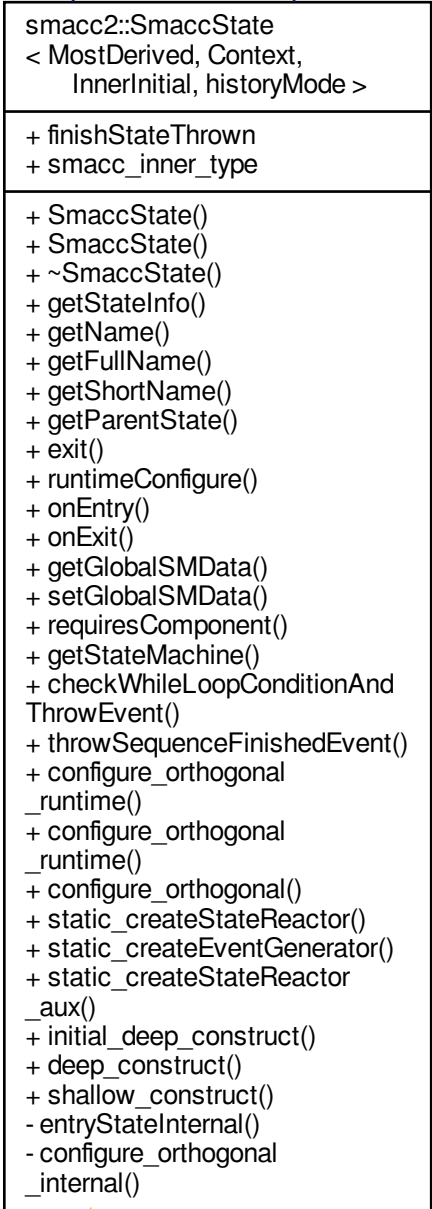 smacc2::SmaccState
< MostDerived, Context,
InnerInitial, historyMode >
+ finishStateThrown
+ smacc_inner_type
+ SmaccState()
+ SmaccState()
+ ~SmaccState()
+ getStateInfo()
+ getName()
+ getFullName()
+ getShortName()
+ getParentState()
+ exit()
+ runtimeConfigure()
+ onEntry()
+ onExit()
+ getGlobalSMData()
+ setGlobalSMData()
+ requiresComponent()
+ getStateMachine()
+ checkWhileLoopConditionAnd
ThrowEvent()
+ throwSequenceFinishedEvent()
+ configure_orthogonal
_runtime()
+ configure_orthogonal
_runtime()
+ configure_orthogonal()
+ static_createStateReactor()
+ static_createEventGenerator()
+ static_createStateReactor
_aux()
+ initial_deep_construct()
+ deep_construct()
+ shallow_construct()
- entryStateInternal()
- configure_orthogonal
_internal()